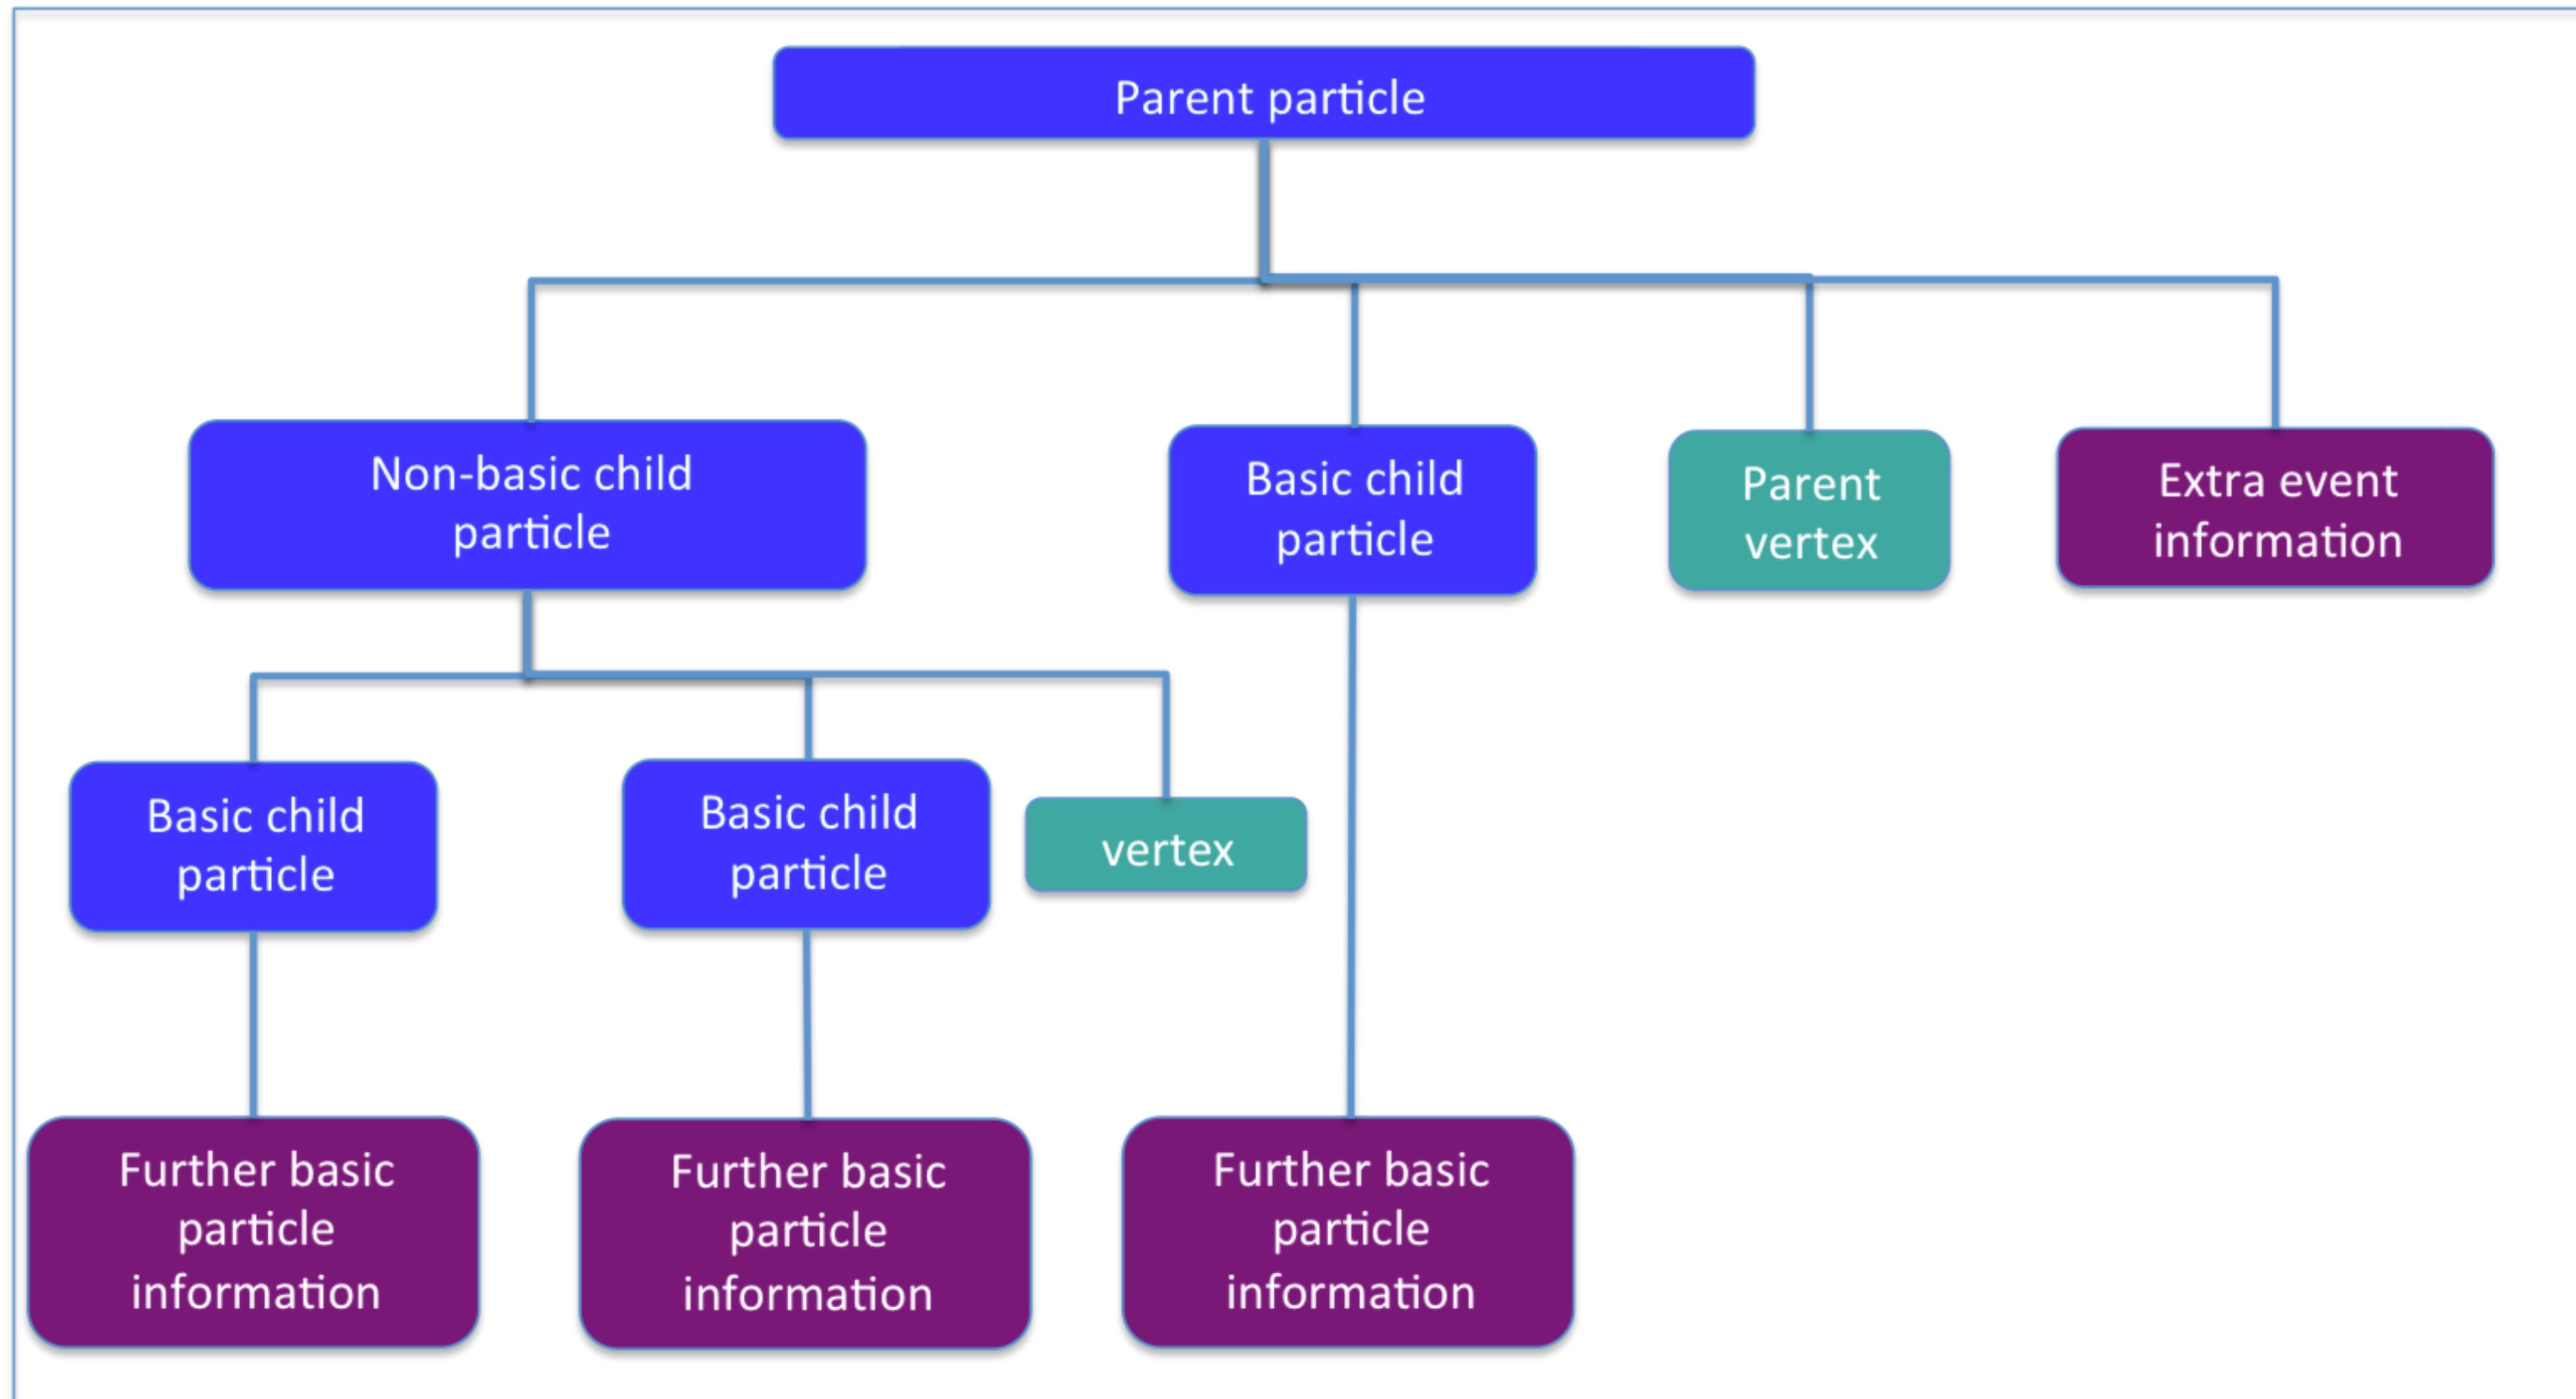 Parent particle
Non-basic child
particle
Basic child
particle
Parent
vertex
Extra event
information
Basic child
particle
Basic child
particle
vertex
Further basic
particle
information
Further basic
particle
information
Further basic
particle
information